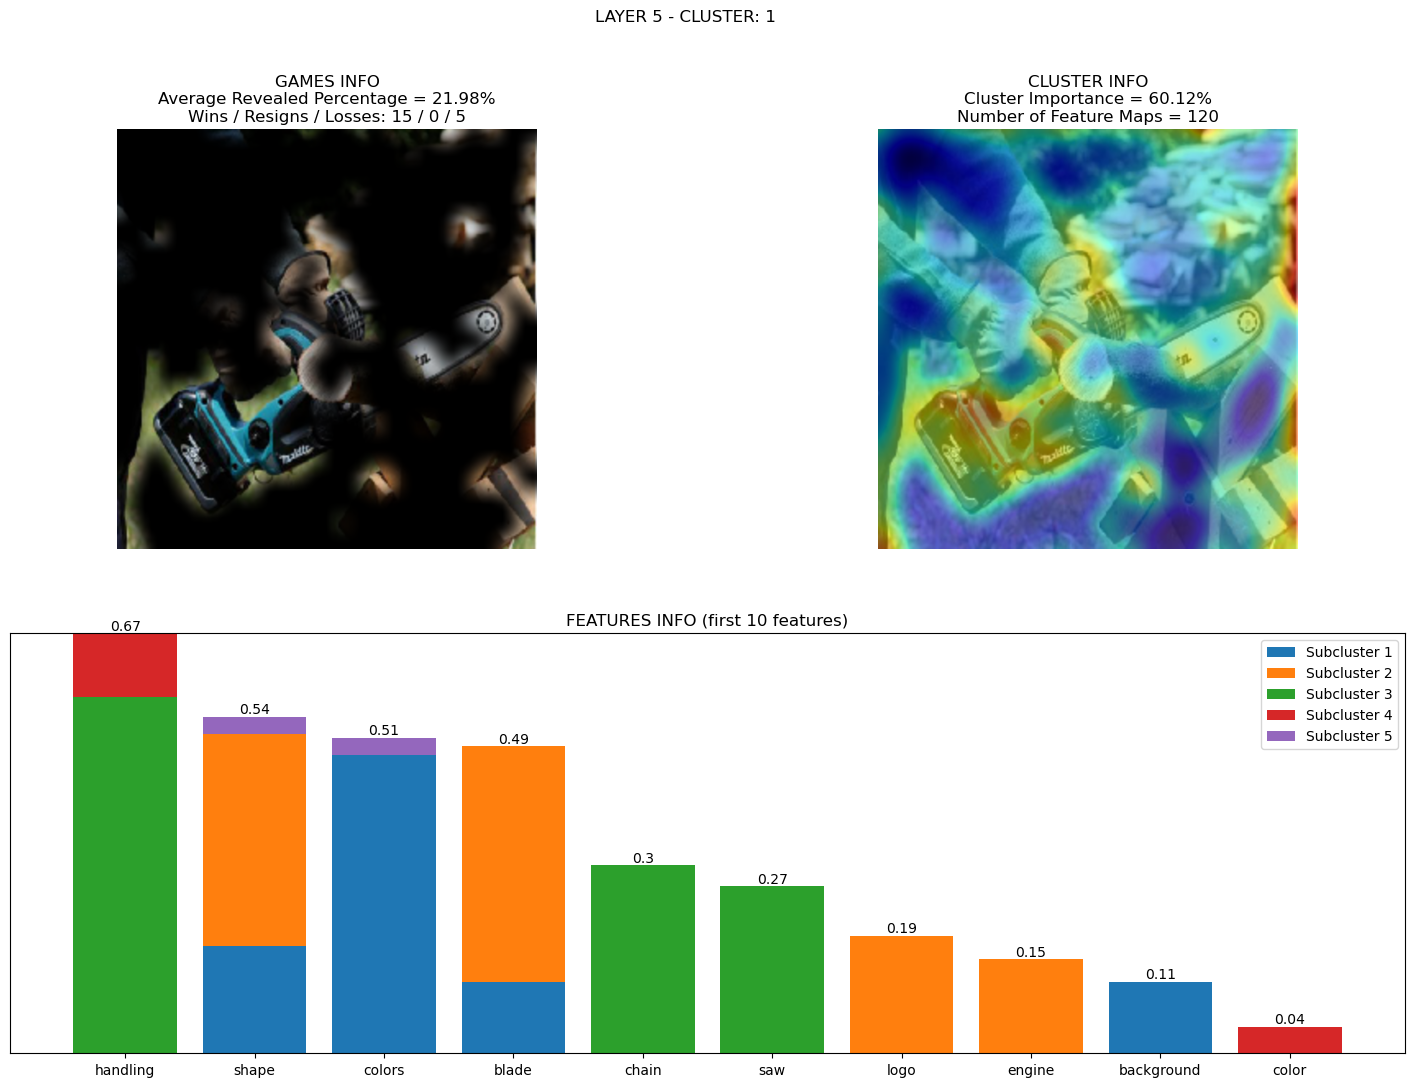 LAYER 5 - CLUSTER: 1
GAMES INFO
Average Revealed Percentage = 21.98%
Wins / Resigns / Losses: 15 / 0 / 5
CLUSTER INFO
Cluster Importance = 60.12%
Number of Feature Maps = 120
FEATURES INFO (first 10 features)
0.67
0.54
0.51
0.49
0.3
0.27
0.19
0.15
0.11
0.04
Subcluster 1
Subcluster 2
Subcluster 3
Subcluster 4
Subcluster 5
handling
shape
colors
blade
chain
saw
logo
engine
background
color